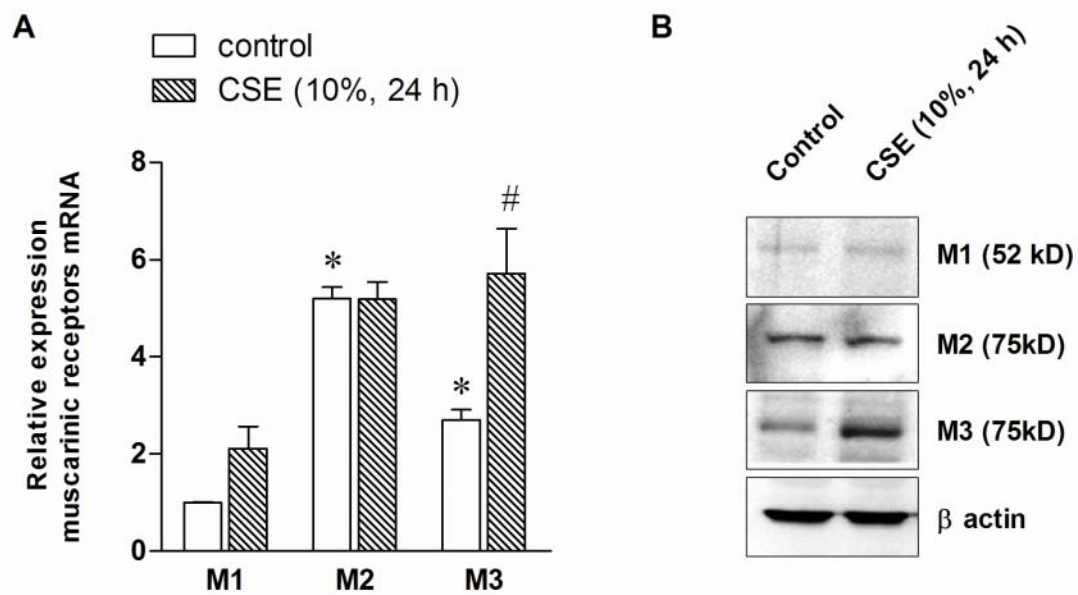 A
control
CSE (10%, 24 h)
Relative expression
muscarinic receptors mRNA
8
6
4
2
0
*
*
#
M1
M2
M3
B
Control
CSE (10%, 24 h)
M1 (52 kD)
M2 (75kD)
M3 (75kD)
β actin